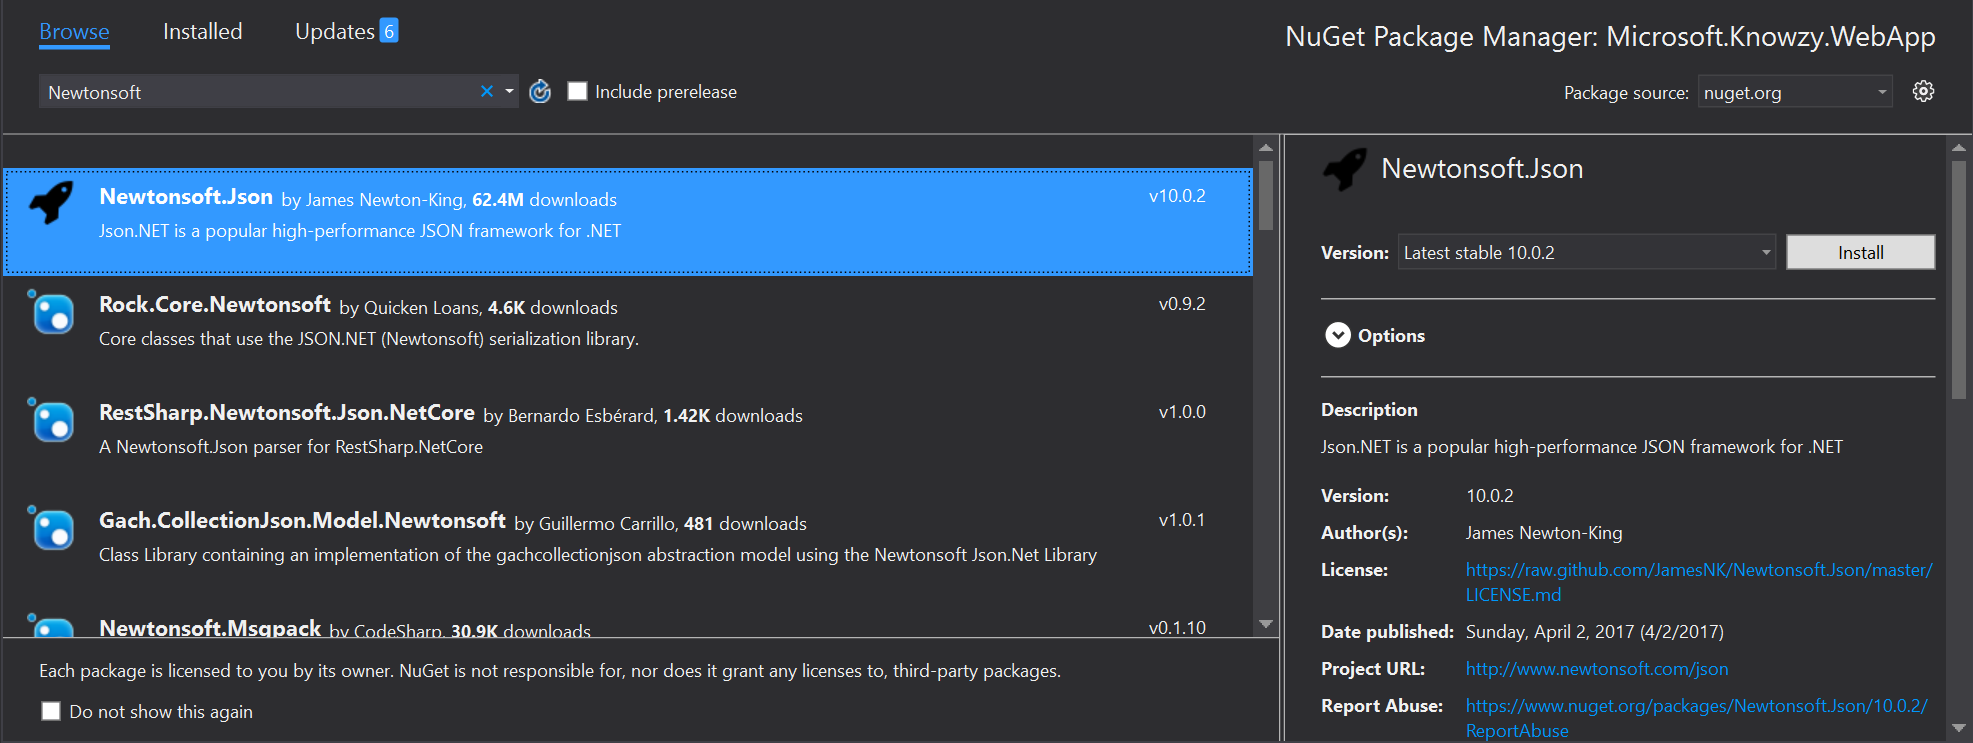 Browse Installed Updates 6
NuGet Package Manager: Microsoft.Knowzy.WebApp
Newtonsoft
Include prerelease
Package source: nuget.org
Newtonsoft.Json by James Newton-King, 62.4M downloads v10.0.2
Json.NET is a popular high-performance JSON framework for .NET
Rock.Core.Newtonsoft by Quicken Loans, 4.6K downloads v0.9.2
Core classes that use the JSON.NET (Newtonsoft) serialization library.
RestSharp.Newtonsoft.Json.NetCore by Bernardo Esbérard, 1.42K downloads v1.0.0
A Newtonsoft.Json parser for RestSharp.NetCore
Gach.CollectionJson.Model.Newtonsoft by Guillermo Carrillo, 481 downloads v1.0.1
Class Library containing an implementation of the gachcollectionjson abstraction model using the Newtonsoft Json.Net Library
Newtonsoft.Msgpack by CodeSharp, 30.9K downloads v0.1.10
Each package is licensed to you by its owner. NuGet is not responsible for, nor does it grant any licenses to, third-party packages.
Do not show this again
Newtonsoft.Json
Version: Latest stable 10.0.2 Install
Options
Description
Json.NET is a popular high-performance JSON framework for .NET
Version: 10.0.2
Author(s): James Newton-King
License: https://raw.github.com/JamesNK/Newtonsoft.Json/master/
LICENSE.md
Date published: Sunday, April 2, 2017 (4/2/2017)
Project URL: http://www.newtonsoft.com/json
Report Abuse: https://www.nuget.org/packages/Newtonsoft.Json/10.0.2/
ReportAbuse